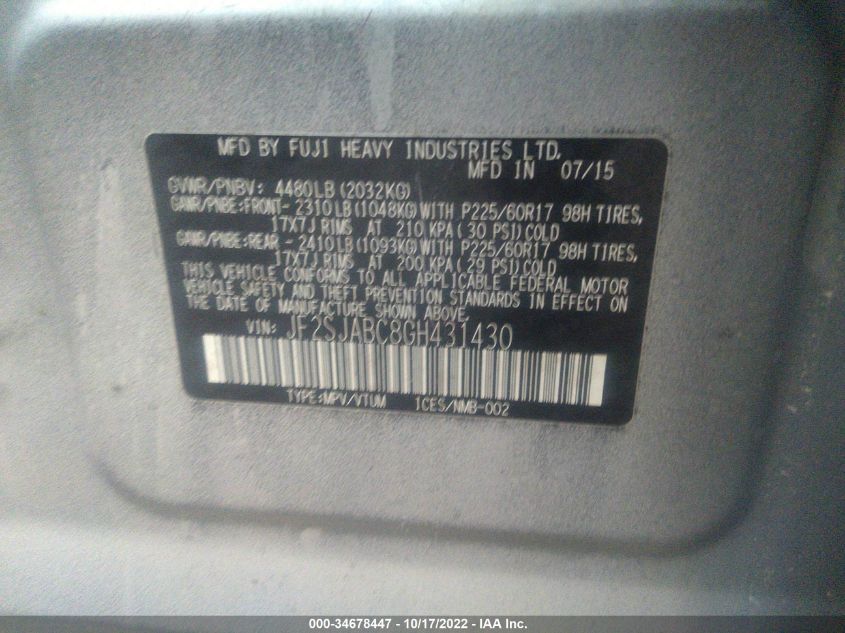 MFD BY FUJI HEAVY INDUSTRIES LTD.
MFD IN 07/15
GVWR/PNBV: 4480LB (2032KG)
GAWR/PNBE:FRONT- 2310LB (1048KG) WITH P225/60R17 98H TIRES,
17X7J RIMS AT 210 KPA (30 PSI) COLD
GAWR/PNBE:REAR - 2410LB (1093KG) WITH P225/60R17 98H TIRES,
17X7J RIMS AT 200 KPA (29 PSI) COLD
THIS VEHICLE CONFORMS TO ALL APPLICABLE FEDERAL MOTOR
VEHICLE SAFETY AND THEFT PREVENTION STANDARDS IN EFFECT ON
THE DATE OF MANUFACTURE SHOWN ABOVE.
VIN: JF2SJABC8GH431430
TYPE:MPV/VTUM ICES/NMB-002
000-34678447 - 10/17/2022 - IAA Inc.